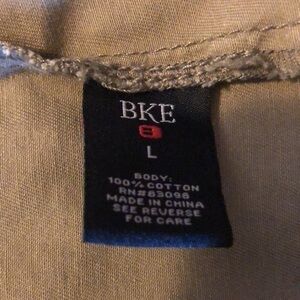 BKE
L
BODY:
100% COTTON
RN#83098
MADE IN CHINA
SEE REVERSE
FOR CARE